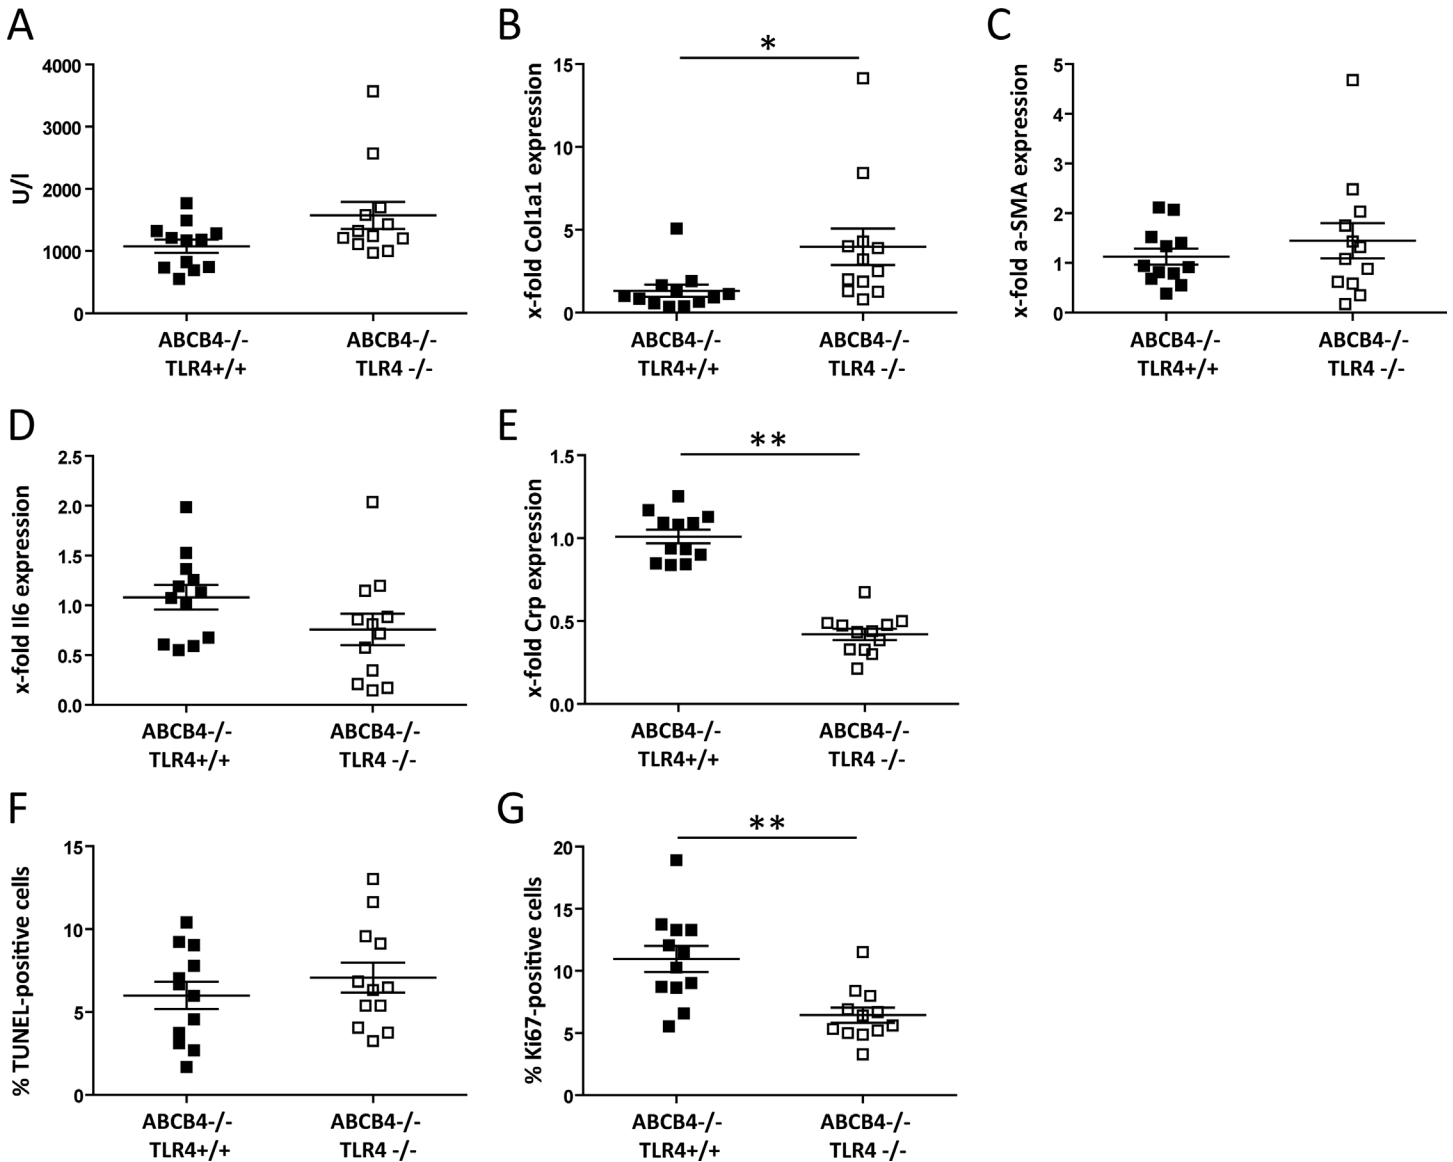 A
U/l
4000
3000
2000
1000
0
ABCB4-/-
TLR4+/+
ABCB4-/-
TLR4 -/-
B
*
x-fold Col1a1 expression
15
10
5
0
ABCB4-/-
TLR4+/+
ABCB4-/-
TLR4 -/-
C
x-fold a-SMA expression
5
4
3
2
1
0
ABCB4-/-
TLR4+/+
ABCB4-/-
TLR4 -/-
D
x-fold Il6 expression
2.5
2.0
1.5
1.0
0.5
0.0
ABCB4-/-
TLR4+/+
ABCB4-/-
TLR4 -/-
E
**
x-fold Crp expression
1.5
1.0
0.5
0.0
ABCB4-/-
TLR4+/+
ABCB4-/-
TLR4 -/-
F
% TUNEL-positive cells
15
10
5
0
ABCB4-/-
TLR4+/+
ABCB4-/-
TLR4 -/-
G
**
% Ki67-positive cells
20
15
10
5
0
ABCB4-/-
TLR4+/+
ABCB4-/-
TLR4 -/-